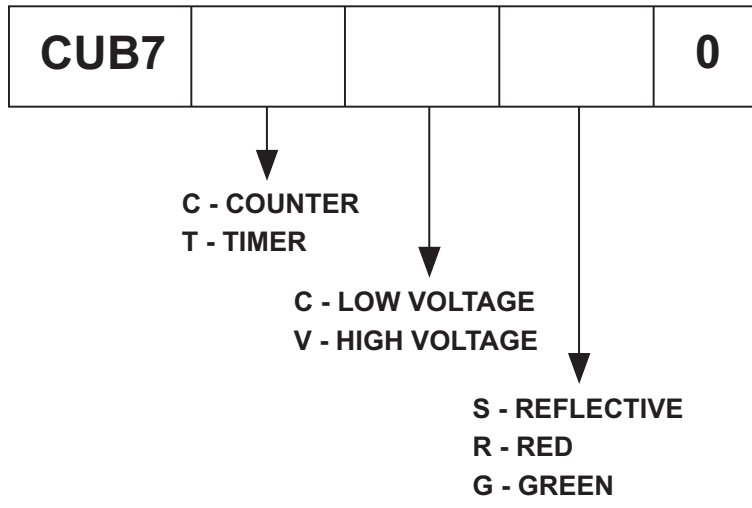 CUB7 0
C - COUNTER
T - TIMER
C - LOW VOLTAGE
V - HIGH VOLTAGE
S - REFLECTIVE
R - RED
G - GREEN